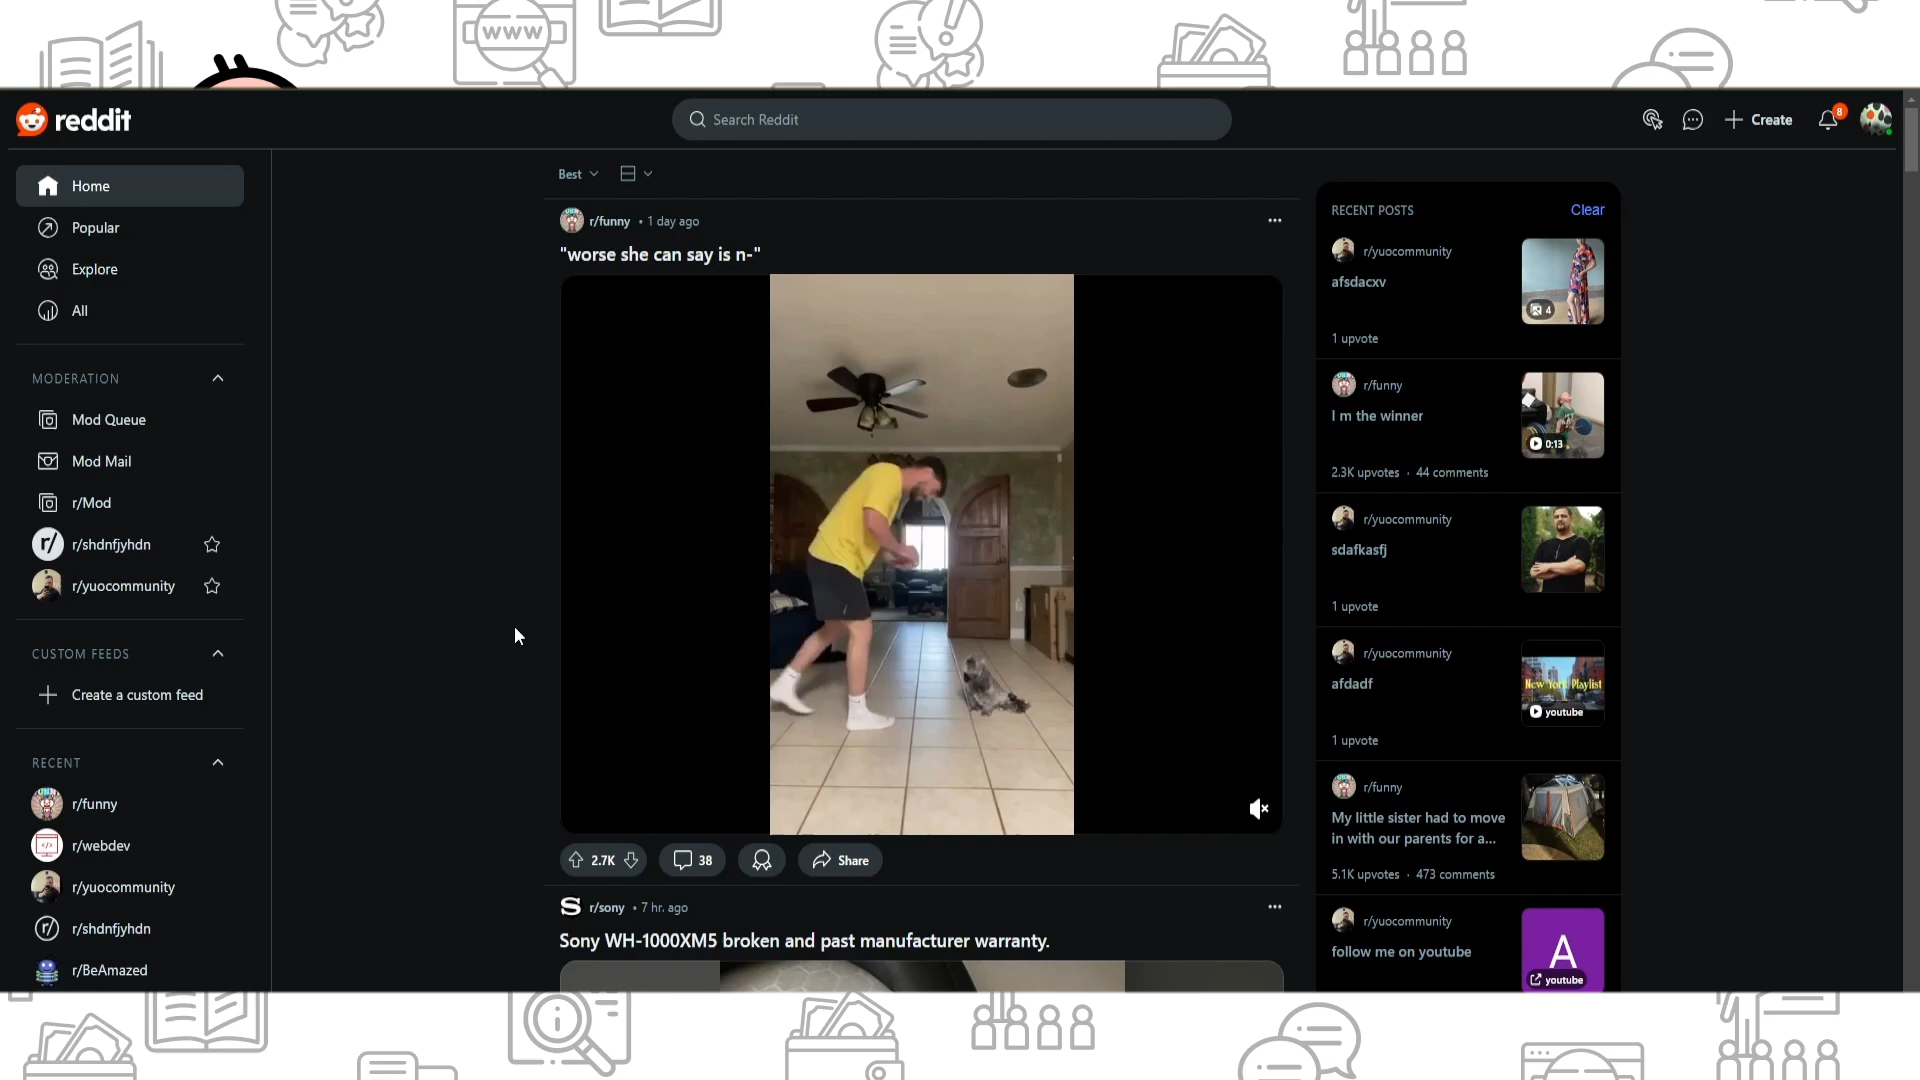 www
reddit
Search Reddit
Create
8
Home
Popular
Explore
All
MODERATION
Mod Queue
Mod Mail
r/Mod
r/ r/shdnfjyhdn
r/yuocommunity
CUSTOM FEEDS
Create a custom feed
RECENT
r/funny
r/webdev
r/yuocommunity
r/ r/shdnfjyhdn
r/BeAmazed
Best
r/funny • 1 day ago
"worse she can say is n-"
2.7K
38
Share
S r/sony • 7 hr. ago
Sony WH-1000XM5 broken and past manufacturer warranty.
RECENT POSTS
Clear
r/yuocommunity
afsdacxv
4
1 upvote
r/funny
I m the winner
0:13
2.3K upvotes · 44 comments
r/yuocommunity
sdafkasfj
1 upvote
r/yuocommunity
afdadf
New York Playlist
youtube
1 upvote
r/funny
My little sister had to move
in with our parents for a...
5.1K upvotes · 473 comments
r/yuocommunity
follow me on youtube
A
youtube